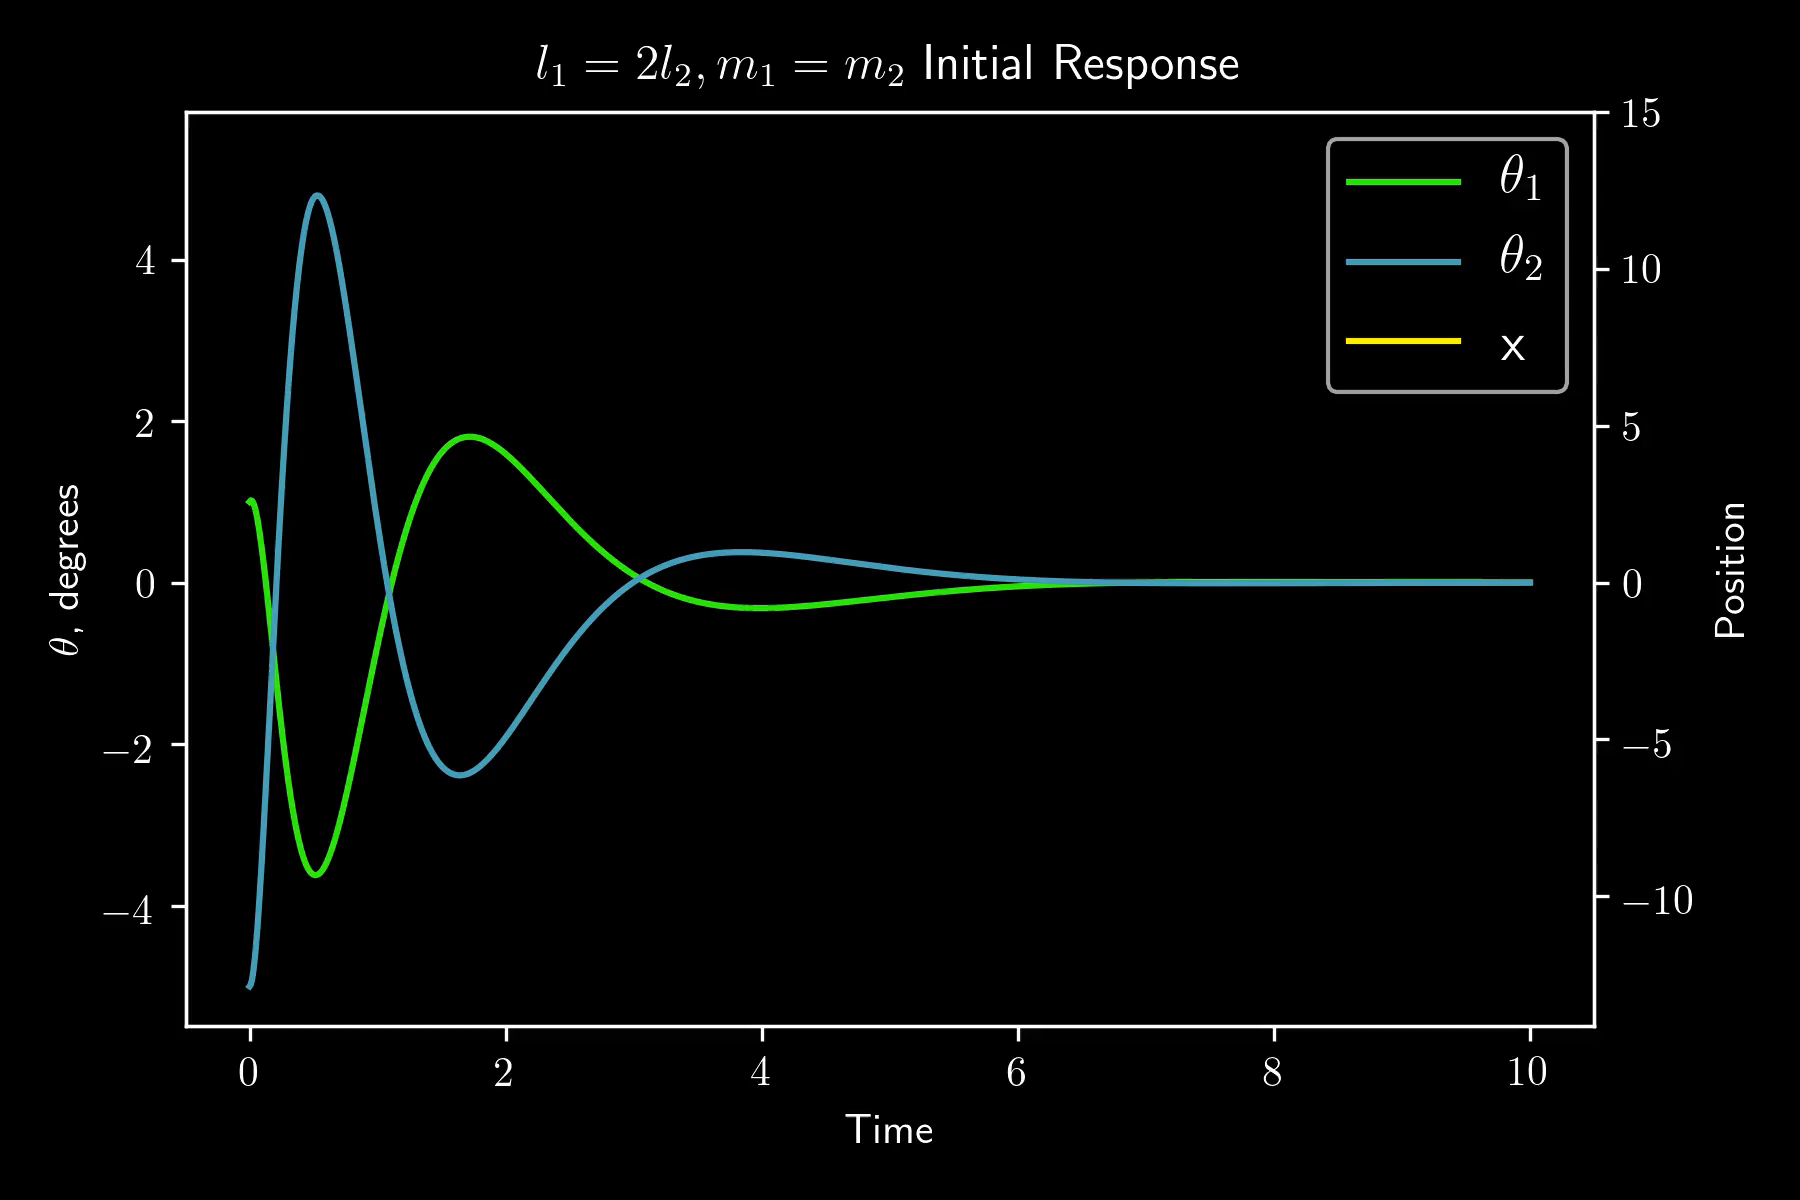 l₁ = 2l₂, m₁ = m₂ Initial Response
θ, degrees
4
2
0
−2
−4
15
10
5
0
−5
−10
Position
θ₁
θ₂
x
0 2 4 6 8 10
Time